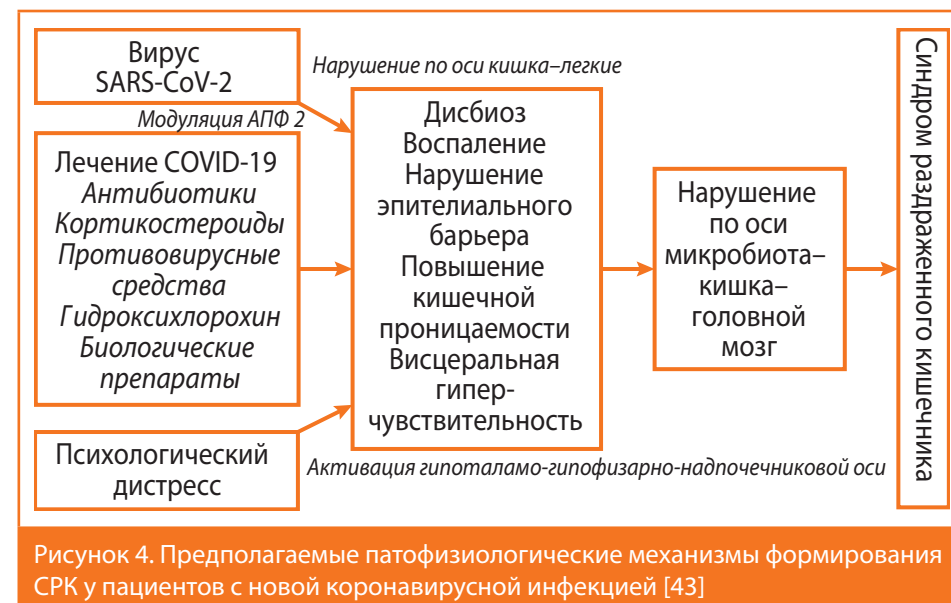 Вирус
SARS-CoV-2
Нарушение по оси кишка–легкие
Модуляция АПФ 2
Лечение COVID-19
Антибиотики
Кортикостероиды
Противовирусные
средства
Гидроксихлорохин
Биологические
препараты
Психологический
дистресс
Дисбиоз
Воспаление
Нарушение
эпителиального
барьера
Повышение
кишечной
проницаемости
Висцеральная
гипер-
чувствительность
Активация гипоталамо-гипофизарно-надпочечниковой оси
Нарушение
по оси
микробиота–
кишка–
головной
мозг
Синдром раздраженного кишечника
Рисунок 4. Предполагаемые патофизиологические механизмы формирования
СРК у пациентов с новой коронавирусной инфекцией [43]